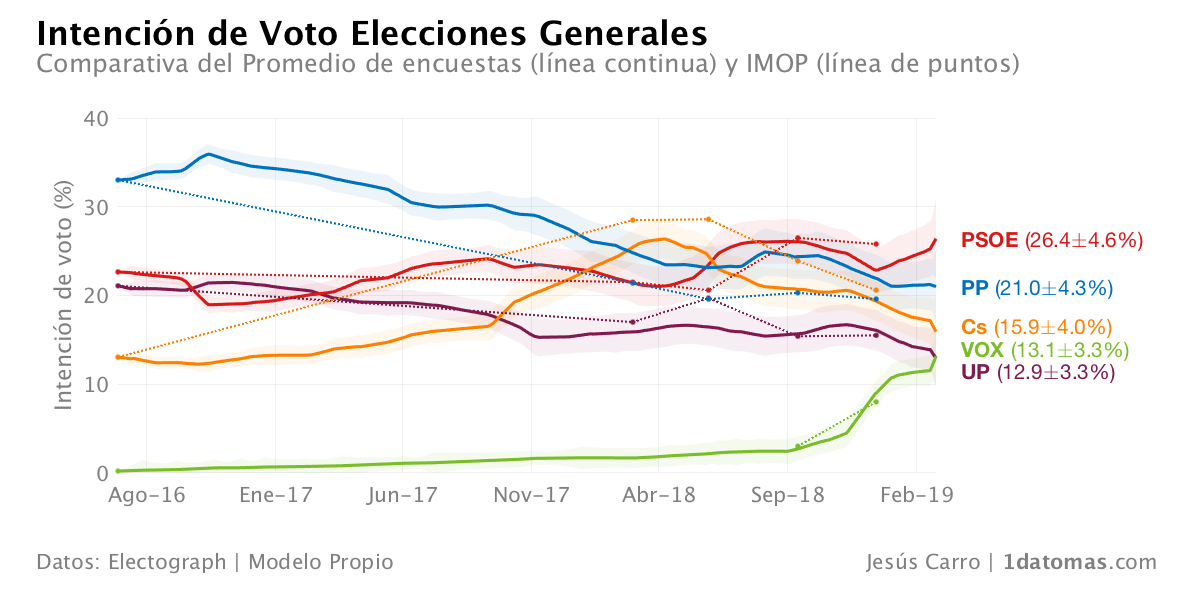 Intención de Voto Elecciones Generales
Comparativa del Promedio de encuestas (línea continua) y IMOP (línea de puntos)
Intención de voto (%)
40
30
20
10
0
Ago-16 Ene-17 Jun-17 Nov-17 Abr-18 Sep-18 Feb-19
PSOE (26.4±4.6%)
PP (21.0±4.3%)
Cs (15.9±4.0%)
VOX (13.1±3.3%)
UP (12.9±3.3%)
Datos: Electograph | Modelo Propio
Jesús Carro | 1datomas.com